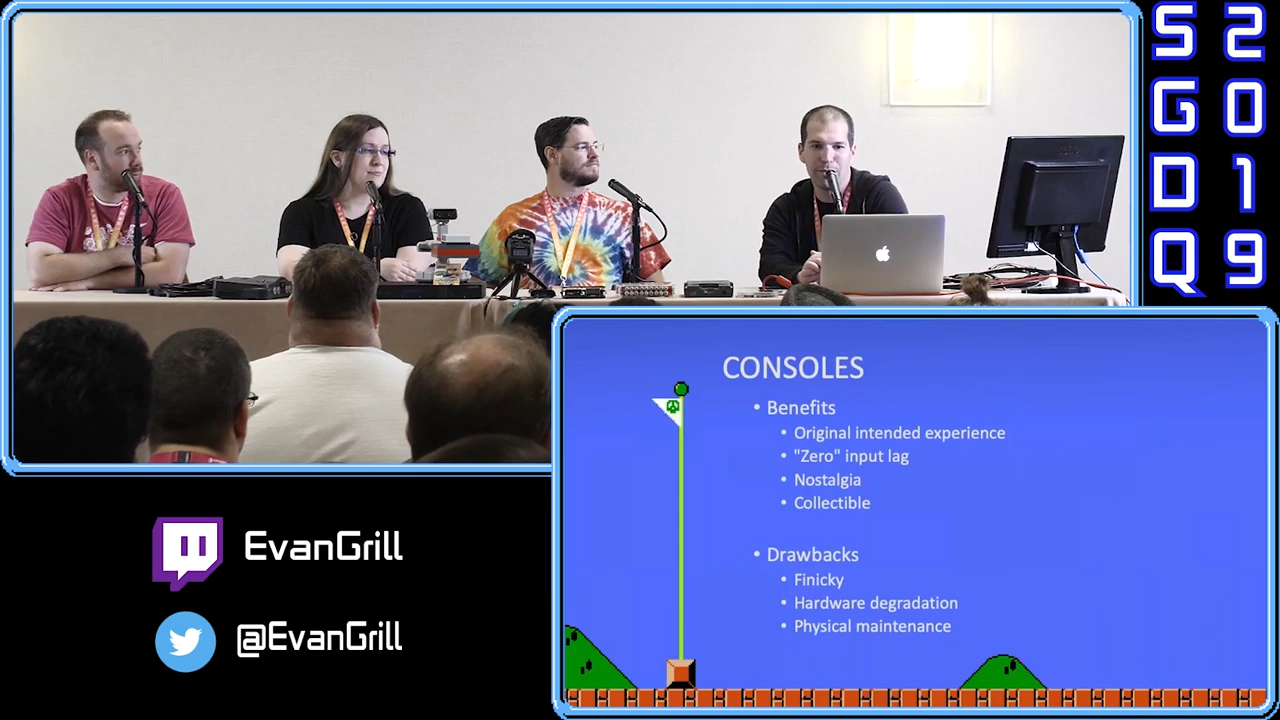 S 2
G 0
D 1
Q 9
CONSOLES
• Benefits
• Original intended experience
• "Zero" input lag
• Nostalgia
• Collectible
• Drawbacks
• Finicky
• Hardware degradation
• Physical maintenance
EvanGrill
@EvanGrill